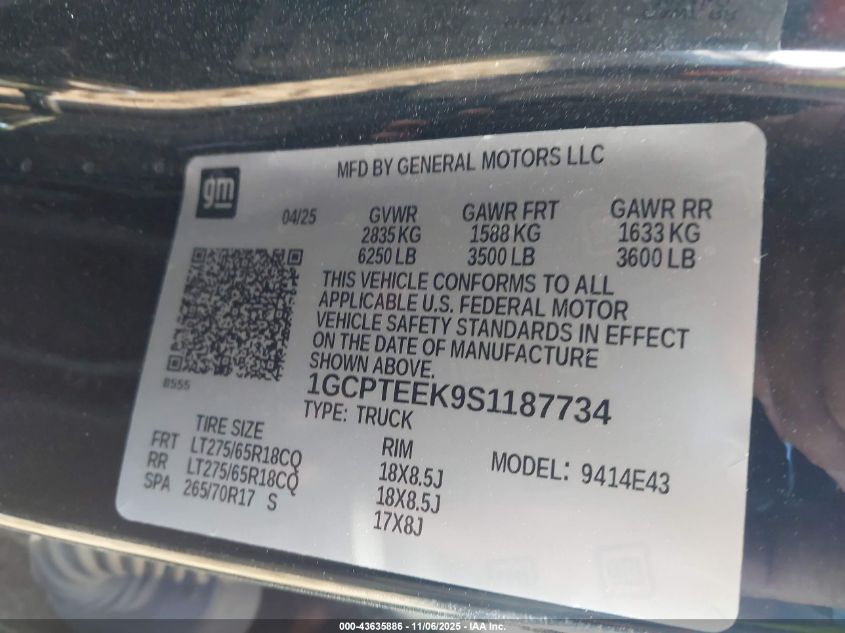 MFD BY GENERAL MOTORS LLC
gm
04/25
GVWR GAWR FRT GAWR RR
2835 KG 1588 KG 1633 KG
6250 LB 3500 LB 3600 LB
THIS VEHICLE CONFORMS TO ALL
APPLICABLE U.S. FEDERAL MOTOR
VEHICLE SAFETY STANDARDS IN EFFECT
ON THE DATE OF MANUFACTURE
SHOWN ABOVE.
8555
1GCPTEEK9S1187734
TYPE: TRUCK
TIRE SIZE RIM MODEL: 9414E43
FRT LT275/65R18CQ 18X8.5J
RR LT275/65R18CQ 18X8.5J
SPA 265/70R17 S 17X8J
000-43635886 - 11/06/2025 - IAA Inc.